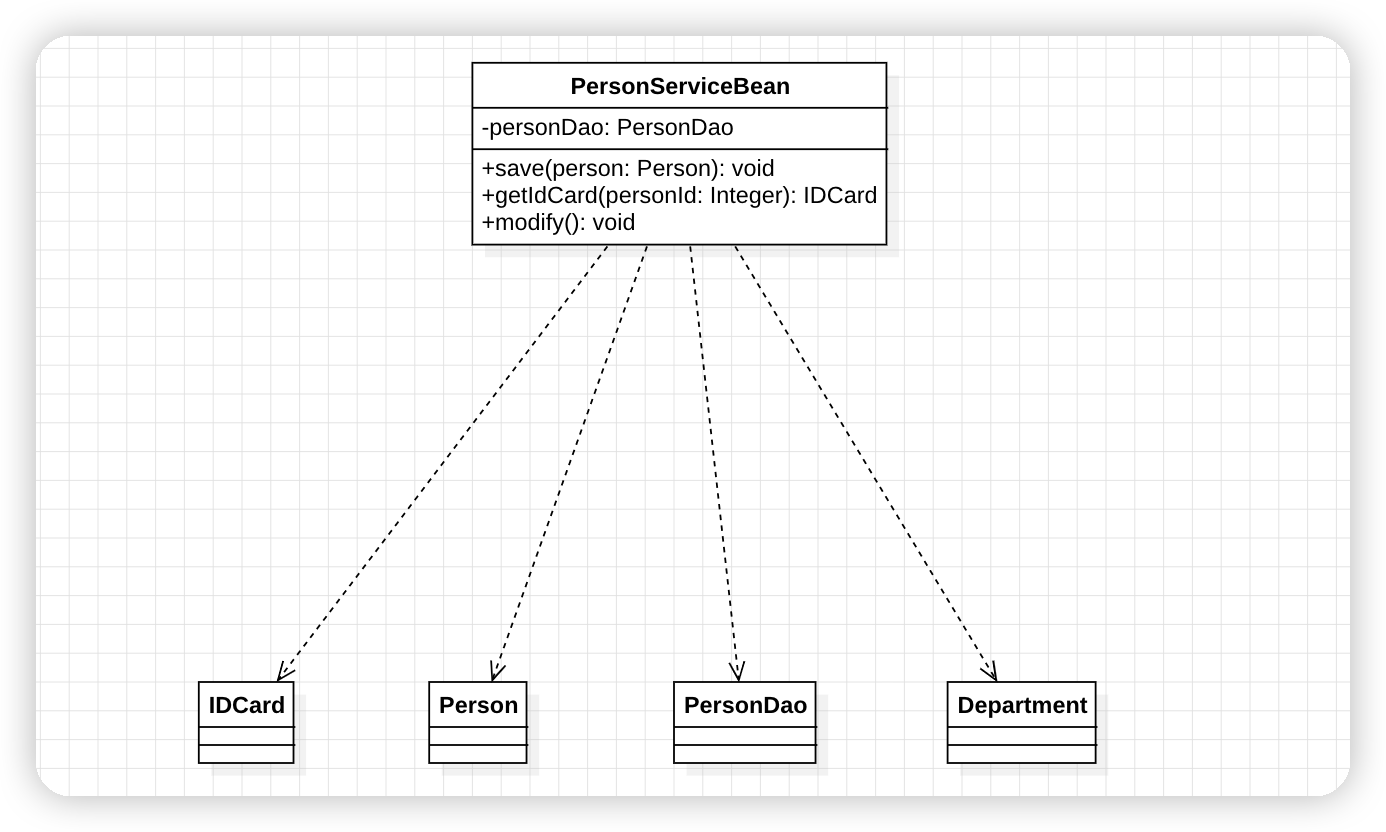 PersonServiceBean
-personDao: PersonDao
+save(person: Person): void
+getIdCard(personId: Integer): IDCard
+modify(): void
IDCard
Person
PersonDao
Department